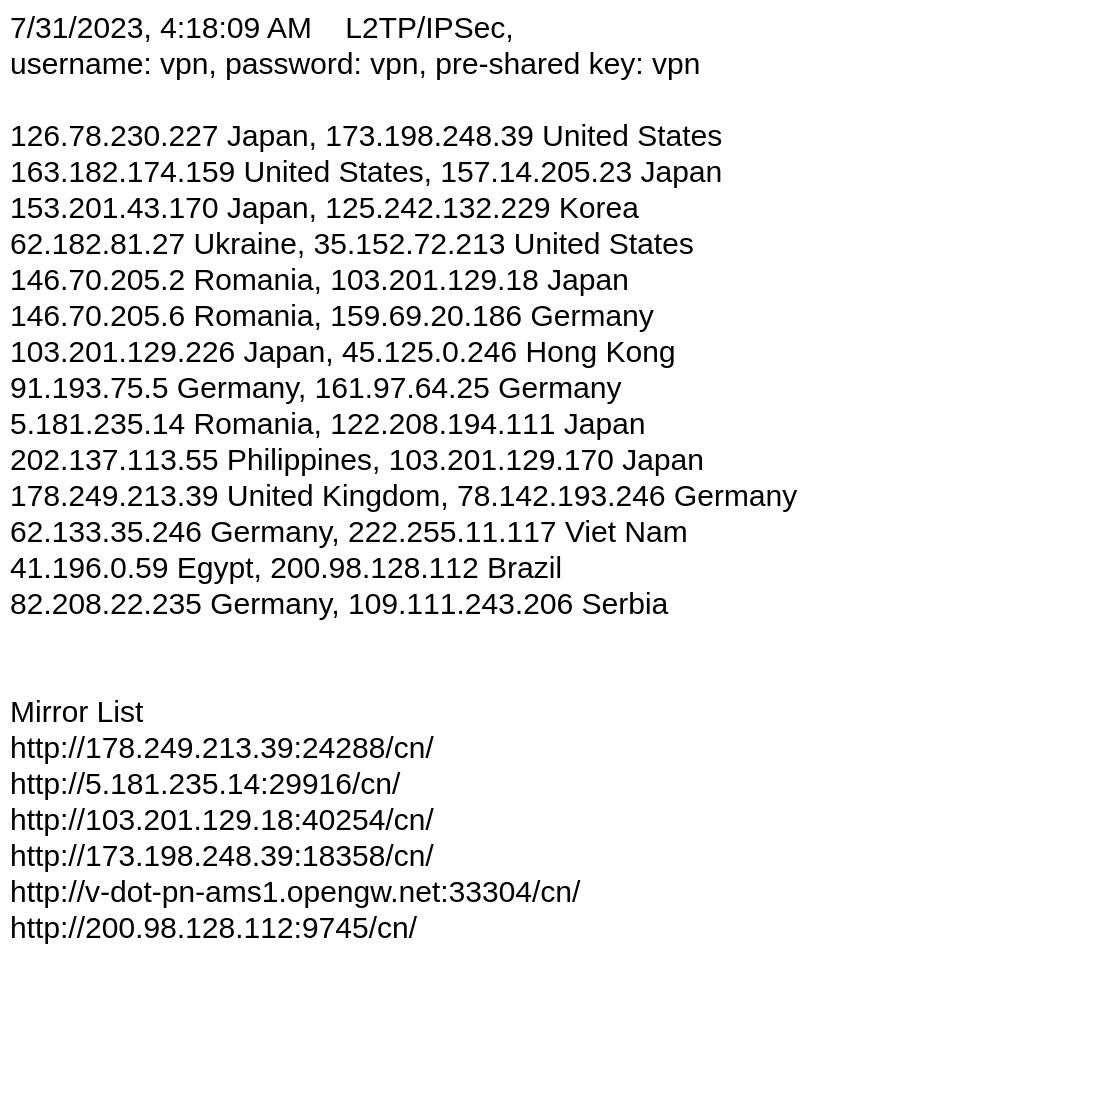 7/31/2023, 4:18:09 AM    L2TP/IPSec,
username: vpn, password: vpn, pre-shared key: vpn
126.78.230.227 Japan, 173.198.248.39 United States
163.182.174.159 United States, 157.14.205.23 Japan
153.201.43.170 Japan, 125.242.132.229 Korea
62.182.81.27 Ukraine, 35.152.72.213 United States
146.70.205.2 Romania, 103.201.129.18 Japan
146.70.205.6 Romania, 159.69.20.186 Germany
103.201.129.226 Japan, 45.125.0.246 Hong Kong
91.193.75.5 Germany, 161.97.64.25 Germany
5.181.235.14 Romania, 122.208.194.111 Japan
202.137.113.55 Philippines, 103.201.129.170 Japan
178.249.213.39 United Kingdom, 78.142.193.246 Germany
62.133.35.246 Germany, 222.255.11.117 Viet Nam
41.196.0.59 Egypt, 200.98.128.112 Brazil
82.208.22.235 Germany, 109.111.243.206 Serbia
Mirror List
http://178.249.213.39:24288/cn/
http://5.181.235.14:29916/cn/
http://103.201.129.18:40254/cn/
http://173.198.248.39:18358/cn/
http://v-dot-pn-ams1.opengw.net:33304/cn/
http://200.98.128.112:9745/cn/